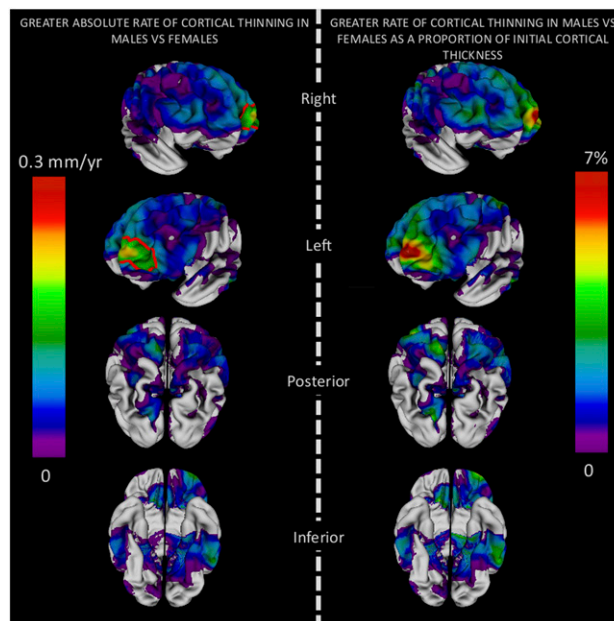 GREATER ABSOLUTE RATE OF CORTICAL THINNING IN
MALES VS FEMALES
GREATER RATE OF CORTICAL THINNING IN MALES VS
FEMALES AS A PROPORTION OF INITIAL CORTICAL
THICKNESS
Right
0.3 mm/yr
7%
Left
Posterior
0
0
Inferior